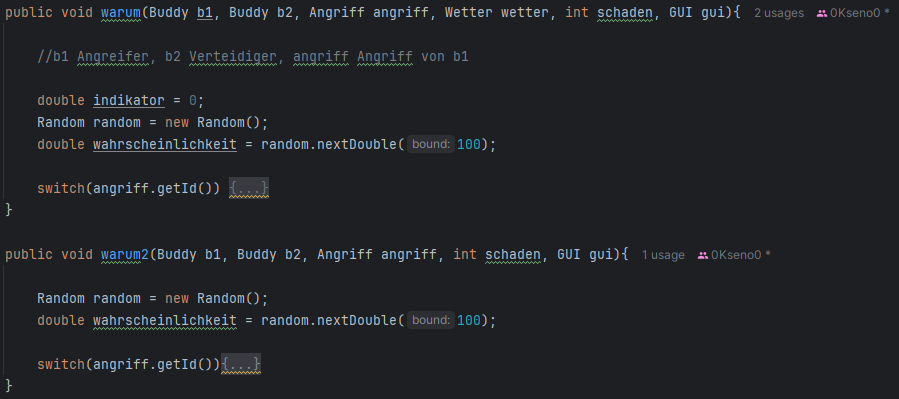 public void warum(Buddy b1, Buddy b2, Angriff angriff, Wetter wetter, int schaden, GUI gui){ 2 usages 0Kseno0 *
//b1 Angreifer, b2 Verteidiger, angriff Angriff von b1
double indikator = 0;
Random random = new Random();
double wahrscheinlichkeit = random.nextDouble( bound: 100);
switch(angriff.getId()) {...}
}
public void warum2(Buddy b1, Buddy b2, Angriff angriff, int schaden, GUI gui){ 1 usage 0Kseno0 *
Random random = new Random();
double wahrscheinlichkeit = random.nextDouble( bound: 100);
switch(angriff.getId()){...}
}